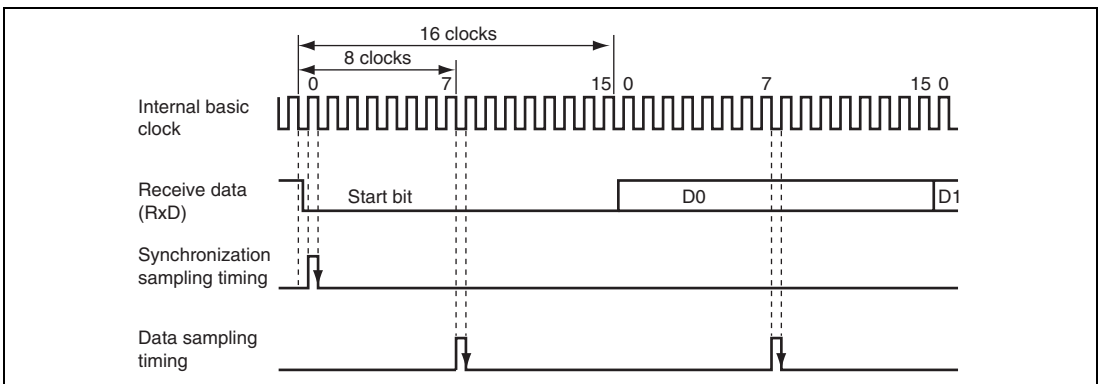 16 clocks
8 clocks
0 7 15 0 7 15 0
Internal basic
clock
Receive data
(RxD)
Start bit D0 D1
Synchronization
sampling timing
Data sampling
timing